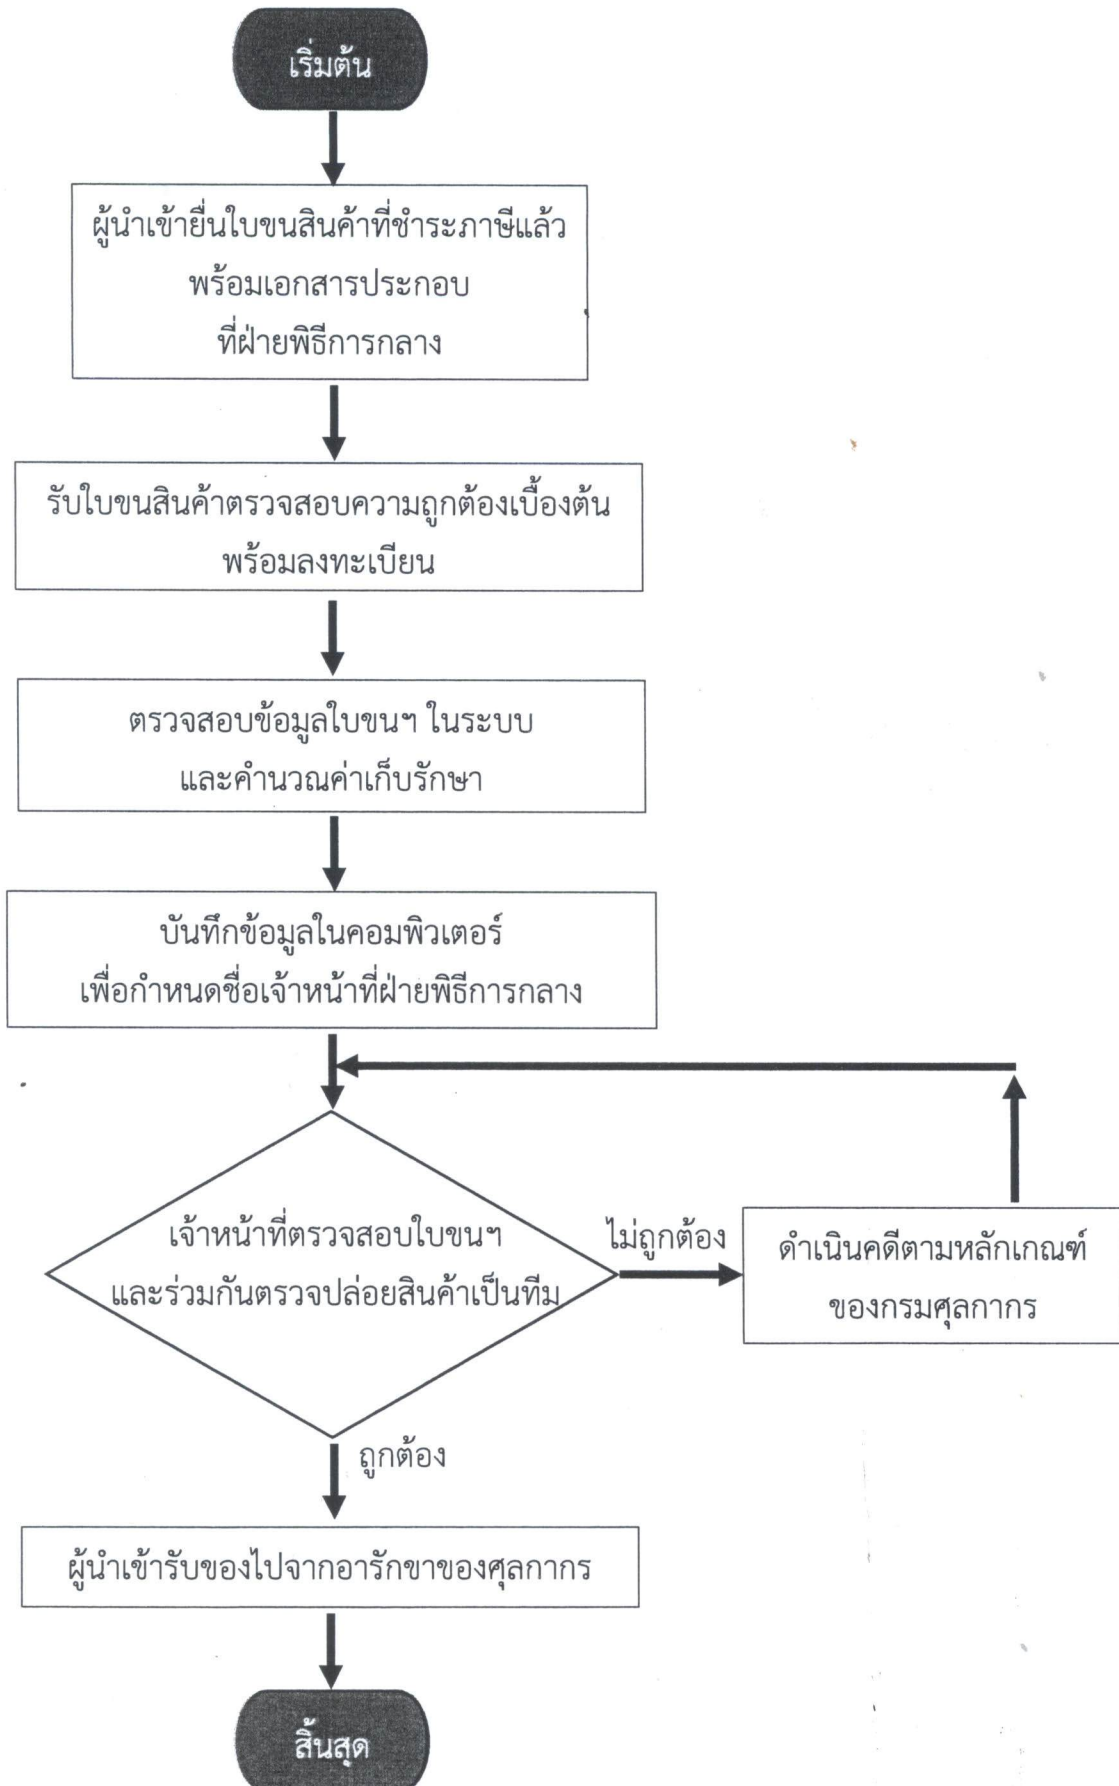 เริ่มต้น
ผู้นำเข้ายื่นใบขนสินค้าที่ชำระภาษีแล้ว
พร้อมเอกสารประกอบ
ที่ฝ่ายพิธีการกลาง
รับใบขนสินค้าตรวจสอบความถูกต้องเบื้องต้น
พร้อมลงทะเบียน
ตรวจสอบข้อมูลใบขนฯ ในระบบ
และคำนวณค่าเก็บรักษา
บันทึกข้อมูลในคอมพิวเตอร์
เพื่อกำหนดชื่อเจ้าหน้าที่ฝ่ายพิธีการกลาง
เจ้าหน้าที่ตรวจสอบใบขนฯ
และร่วมกันตรวจปล่อยสินค้าเป็นทีม
ไม่ถูกต้อง
ดำเนินคดีตามหลักเกณฑ์
ของกรมศุลกากร
ถูกต้อง
ผู้นำเข้ารับของไปจากอารักขาของศุลกากร
สิ้นสุด